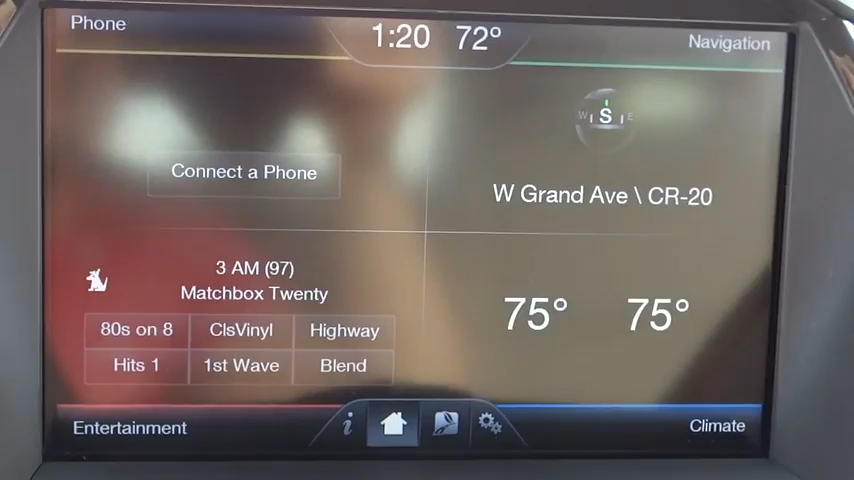 Phone
1:20 72°
Navigation
W S E
Connect a Phone
W Grand Ave \ CR-20
3 AM (97)
Matchbox Twenty
80s on 8 ClsVinyl Highway
Hits 1 1st Wave Blend
75° 75°
Entertainment
i
Climate